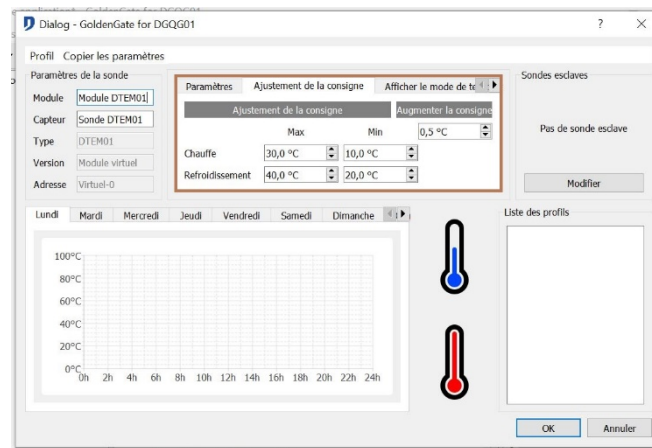 Dialog - GoldenGate for DGQG01
Profil Copier les paramètres
Paramètres de la sonde
Module Module DTEM01
Capteur Sonde DTEM01
Type DTEM01
Version Module virtuel
Adresse Virtuel-0
Paramètres Ajustement de la consigne Afficher le mode de te
Ajustement de la consigne Augmenter la consigne
Max Min 0,5 °C
Chauffe 30,0 °C 10,0 °C
Refroidissement 40,0 °C 20,0 °C
Sondes esclaves
Pas de sonde esclave
Modifier
Lundi Mardi Mercredi Jeudi Vendredi Samedi Dimanche
100°C
80°C
60°C
40°C
20°C
0°C
0h 2h 4h 6h 8h 10h 12h 14h 16h 18h 20h 22h 24h
Liste des profils
OK Annuler